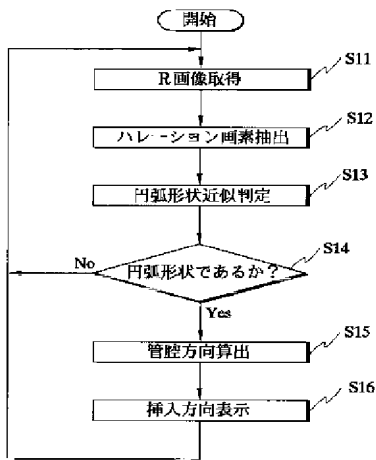 開始
S11
R画像取得
S12
ハレーション画素抽出
S13
円弧形状近似判定
S14
円弧形状であるか？
No
Yes
S15
管腔方向算出
S16
挿入方向表示